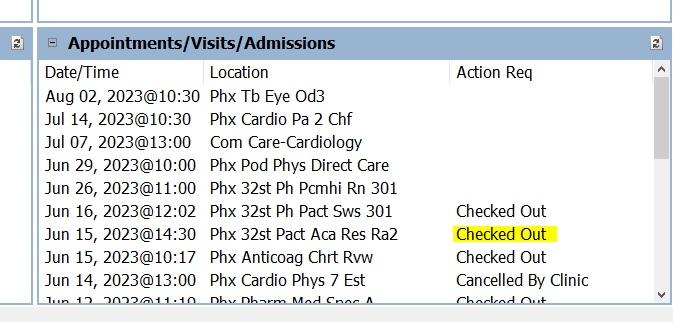 Appointments/Visits/Admissions
Date/Time Location Action Req
Aug 02, 2023@10:30 Phx Tb Eye Od3
Jul 14, 2023@10:30 Phx Cardio Pa 2 Chf
Jul 07, 2023@13:00 Com Care-Cardiology
Jun 29, 2023@10:00 Phx Pod Phys Direct Care
Jun 26, 2023@11:00 Phx 32st Ph Pcmhi Rn 301
Jun 16, 2023@12:02 Phx 32st Ph Pact Sws 301 Checked Out
Jun 15, 2023@14:30 Phx 32st Pact Aca Res Ra2 Checked Out
Jun 15, 2023@10:17 Phx Anticoag Chrt Rvw Checked Out
Jun 14, 2023@13:00 Phx Cardio Phys 7 Est Cancelled By Clinic
Jun 12, 2023@11:19 Phx Pharm Med Spec A Checked Out